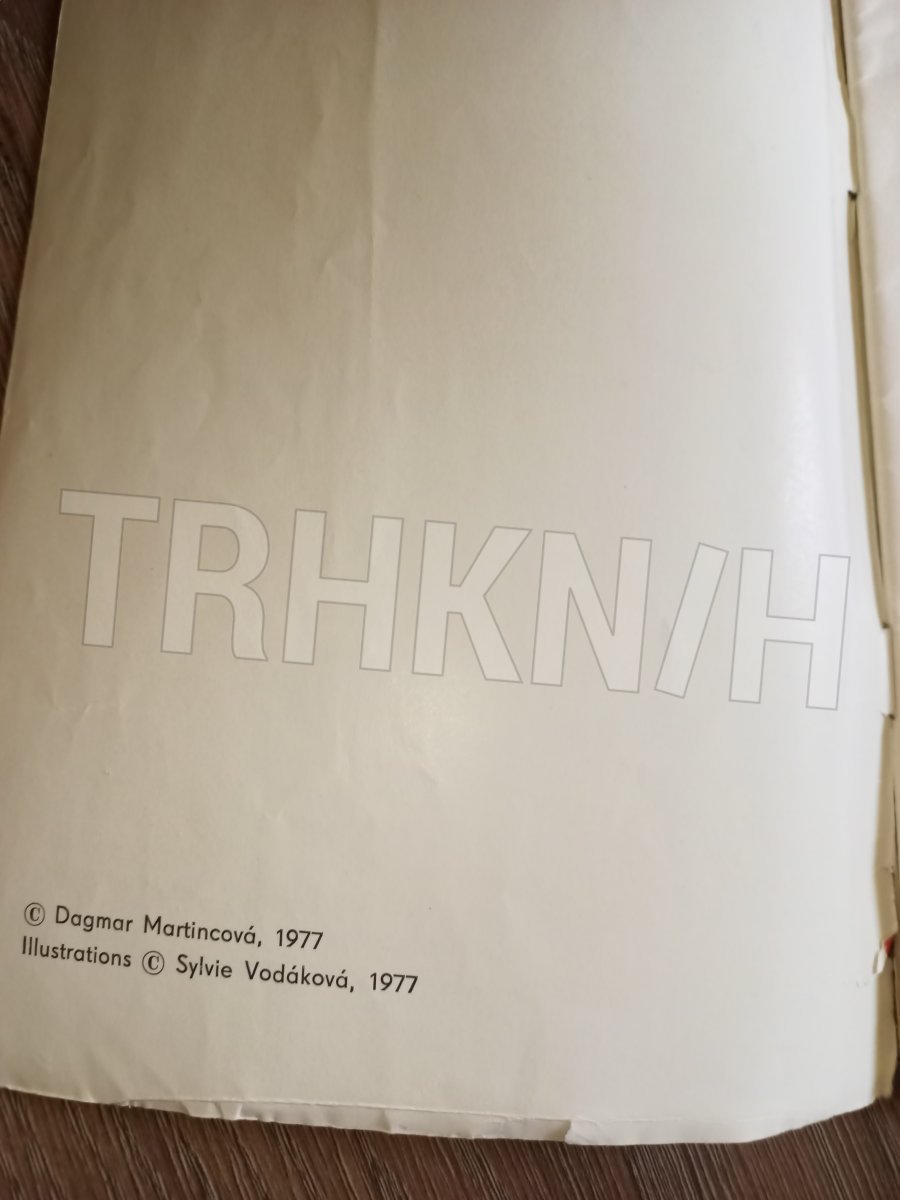 TRHKN/H
© Dagmar Martincová, 1977
Illustrations © Sylvie Vodáková, 1977